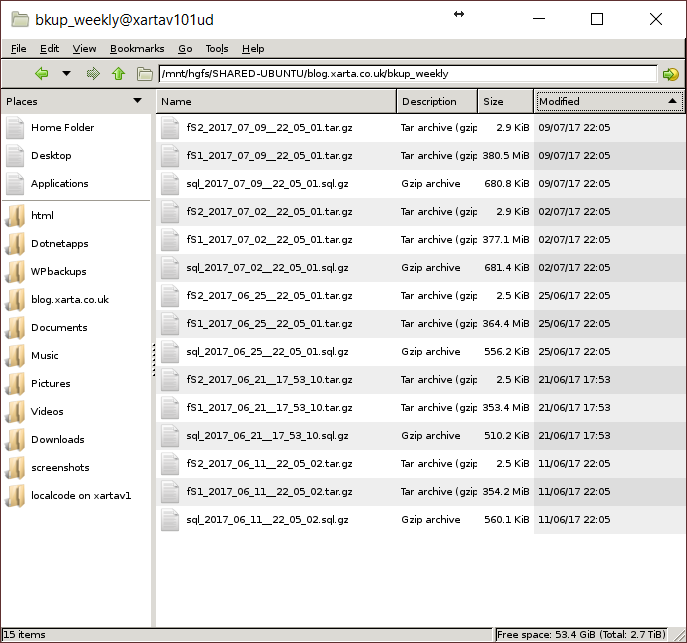 bkup_weekly@xartav101ud
File Edit View Bookmarks Go Tools Help
/mnt/hgfs/SHARED-UBUNTU/blog.xarta.co.uk/bkup_weekly
Places
Home Folder
Desktop
Applications
html
Dotnetapps
WPbackups
blog.xarta.co.uk
Documents
Music
Pictures
Videos
Downloads
screenshots
localcode on xartav1
Name Description Size Modified
fS2_2017_07_09__22_05_01.tar.gz Tar archive (gzip 2.9 KiB 09/07/17 22:05
fS1_2017_07_09__22_05_01.tar.gz Tar archive (gzip 380.5 MiB 09/07/17 22:05
sql_2017_07_09__22_05_01.sql.gz Gzip archive 680.8 KiB 09/07/17 22:05
fS2_2017_07_02__22_05_01.tar.gz Tar archive (gzip 2.9 KiB 02/07/17 22:05
fS1_2017_07_02__22_05_01.tar.gz Tar archive (gzip 377.1 MiB 02/07/17 22:05
sql_2017_07_02__22_05_01.sql.gz Gzip archive 681.4 KiB 02/07/17 22:05
fS2_2017_06_25__22_05_01.tar.gz Tar archive (gzip 2.5 KiB 25/06/17 22:05
fS1_2017_06_25__22_05_01.tar.gz Tar archive (gzip 364.4 MiB 25/06/17 22:05
sql_2017_06_25__22_05_01.sql.gz Gzip archive 556.2 KiB 25/06/17 22:05
fS2_2017_06_21__17_53_10.tar.gz Tar archive (gzip 2.5 KiB 21/06/17 17:53
fS1_2017_06_21__17_53_10.tar.gz Tar archive (gzip 353.4 MiB 21/06/17 17:53
sql_2017_06_21__17_53_10.sql.gz Gzip archive 510.2 KiB 21/06/17 17:53
fS2_2017_06_11__22_05_02.tar.gz Tar archive (gzip 2.5 KiB 11/06/17 22:05
fS1_2017_06_11__22_05_02.tar.gz Tar archive (gzip 354.2 MiB 11/06/17 22:05
sql_2017_06_11__22_05_02.sql.gz Gzip archive 560.1 KiB 11/06/17 22:05
15 items Free space: 53.4 GiB (Total: 2.7 TiB)